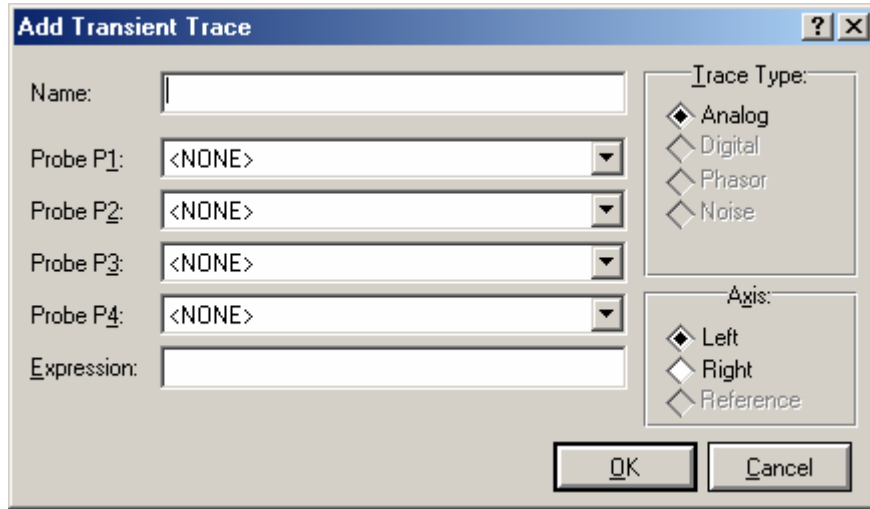 Add Transient Trace
Name:
Probe P1: <NONE>
Probe P2: <NONE>
Probe P3: <NONE>
Probe P4: <NONE>
Expression:
Trace Type:
Analog
Digital
Phasor
Noise
Axis:
Left
Right
Reference
OK Cancel